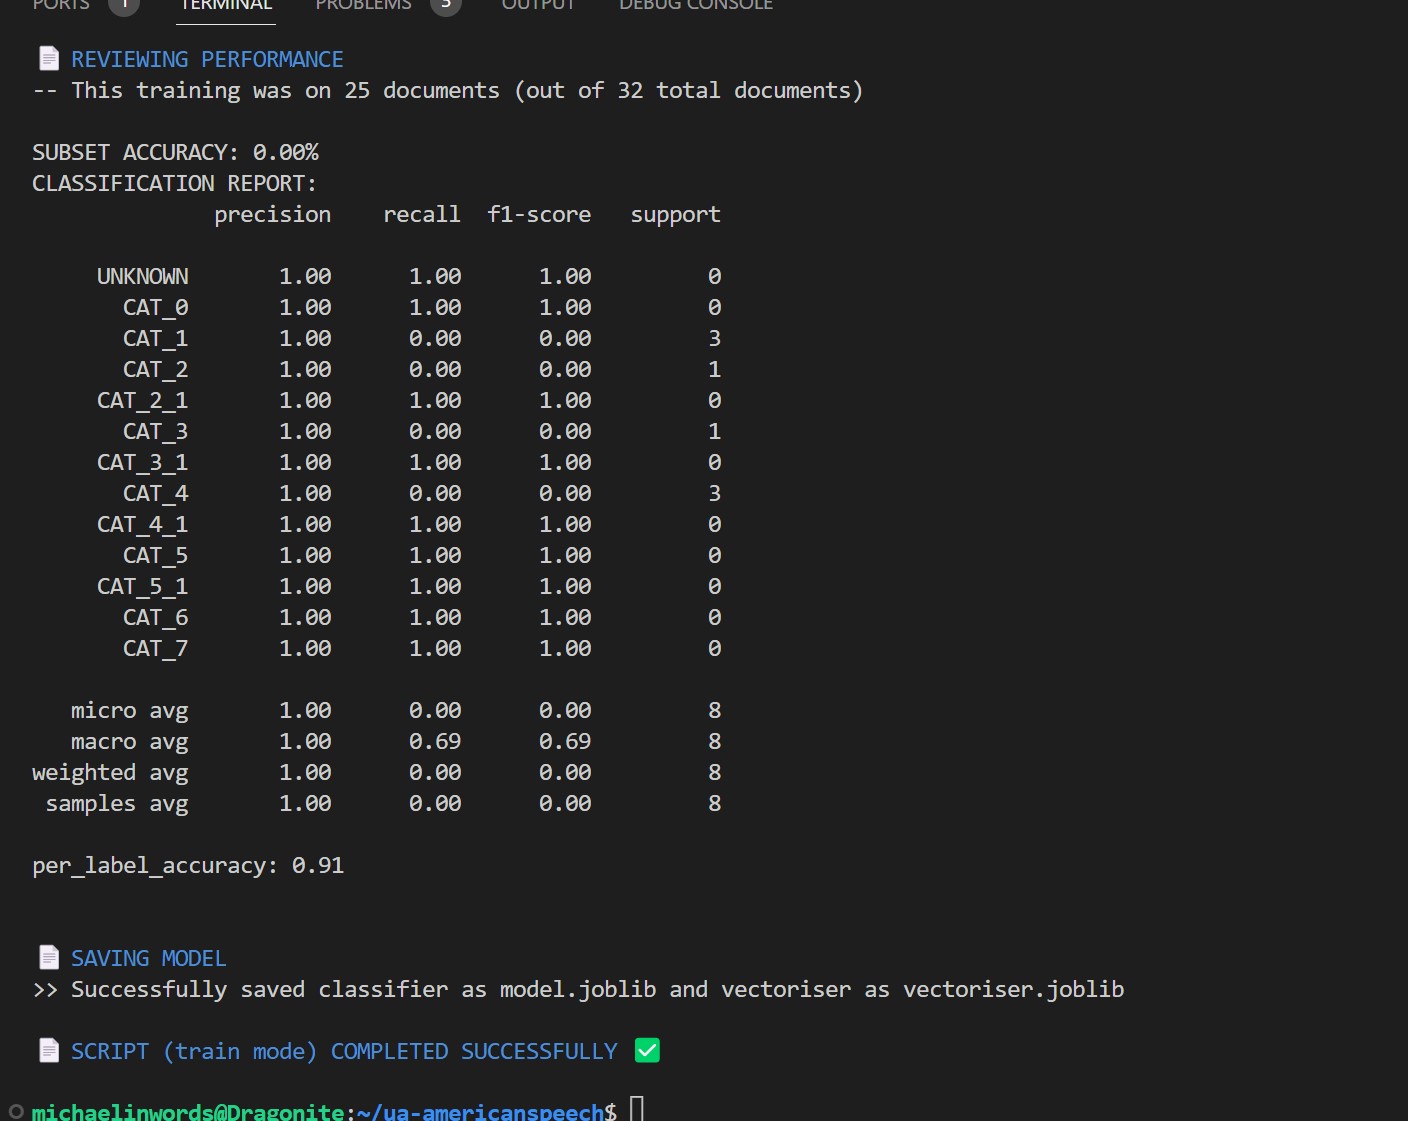 PORTS 1 TERMINAL PROBLEMS 3 OUTPUT DEBUG CONSOLE
REVIEWING PERFORMANCE
-- This training was on 25 documents (out of 32 total documents)
SUBSET ACCURACY: 0.00%
CLASSIFICATION REPORT:
precision recall f1-score support
UNKNOWN 1.00 1.00 1.00 0
CAT_0 1.00 1.00 1.00 0
CAT_1 1.00 0.00 0.00 3
CAT_2 1.00 0.00 0.00 1
CAT_2_1 1.00 1.00 1.00 0
CAT_3 1.00 0.00 0.00 1
CAT_3_1 1.00 1.00 1.00 0
CAT_4 1.00 0.00 0.00 3
CAT_4_1 1.00 1.00 1.00 0
CAT_5 1.00 1.00 1.00 0
CAT_5_1 1.00 1.00 1.00 0
CAT_6 1.00 1.00 1.00 0
CAT_7 1.00 1.00 1.00 0
micro avg 1.00 0.00 0.00 8
macro avg 1.00 0.69 0.69 8
weighted avg 1.00 0.00 0.00 8
samples avg 1.00 0.00 0.00 8
per_label_accuracy: 0.91
SAVING MODEL
>> Successfully saved classifier as model.joblib and vectoriser as vectoriser.joblib
SCRIPT (train mode) COMPLETED SUCCESSFULLY ✅
michaelinwords@Dragonite:~/ua-americanspeech$